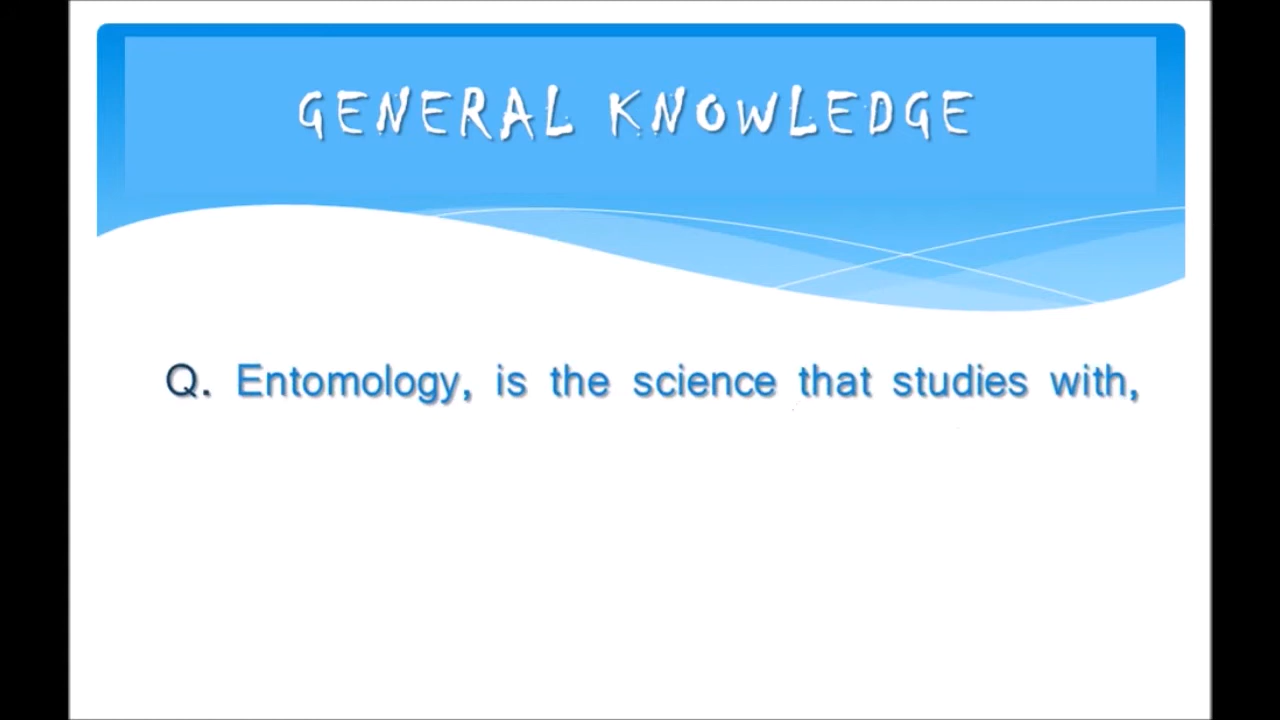 GENERAL KNOWLEDGE
Q. Entomology, is the science that studies with,